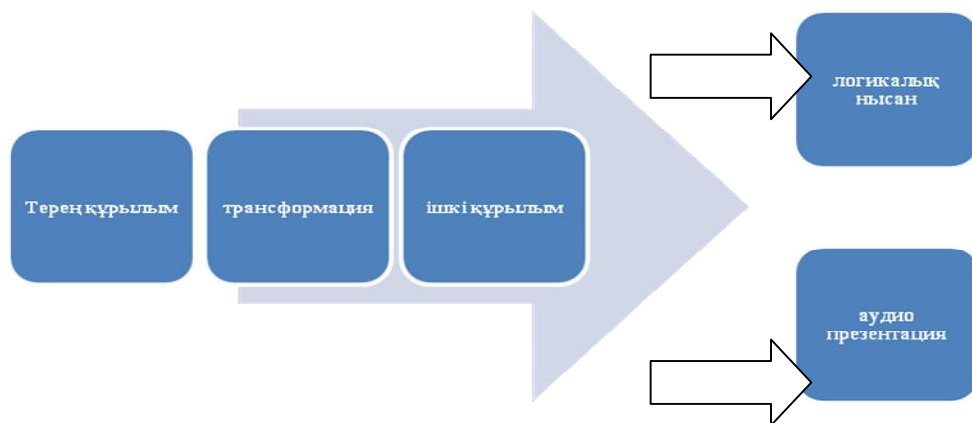 Терең құрылым
трансформация
ішкі құрылым
логикалық
нысан
аудио
презентация